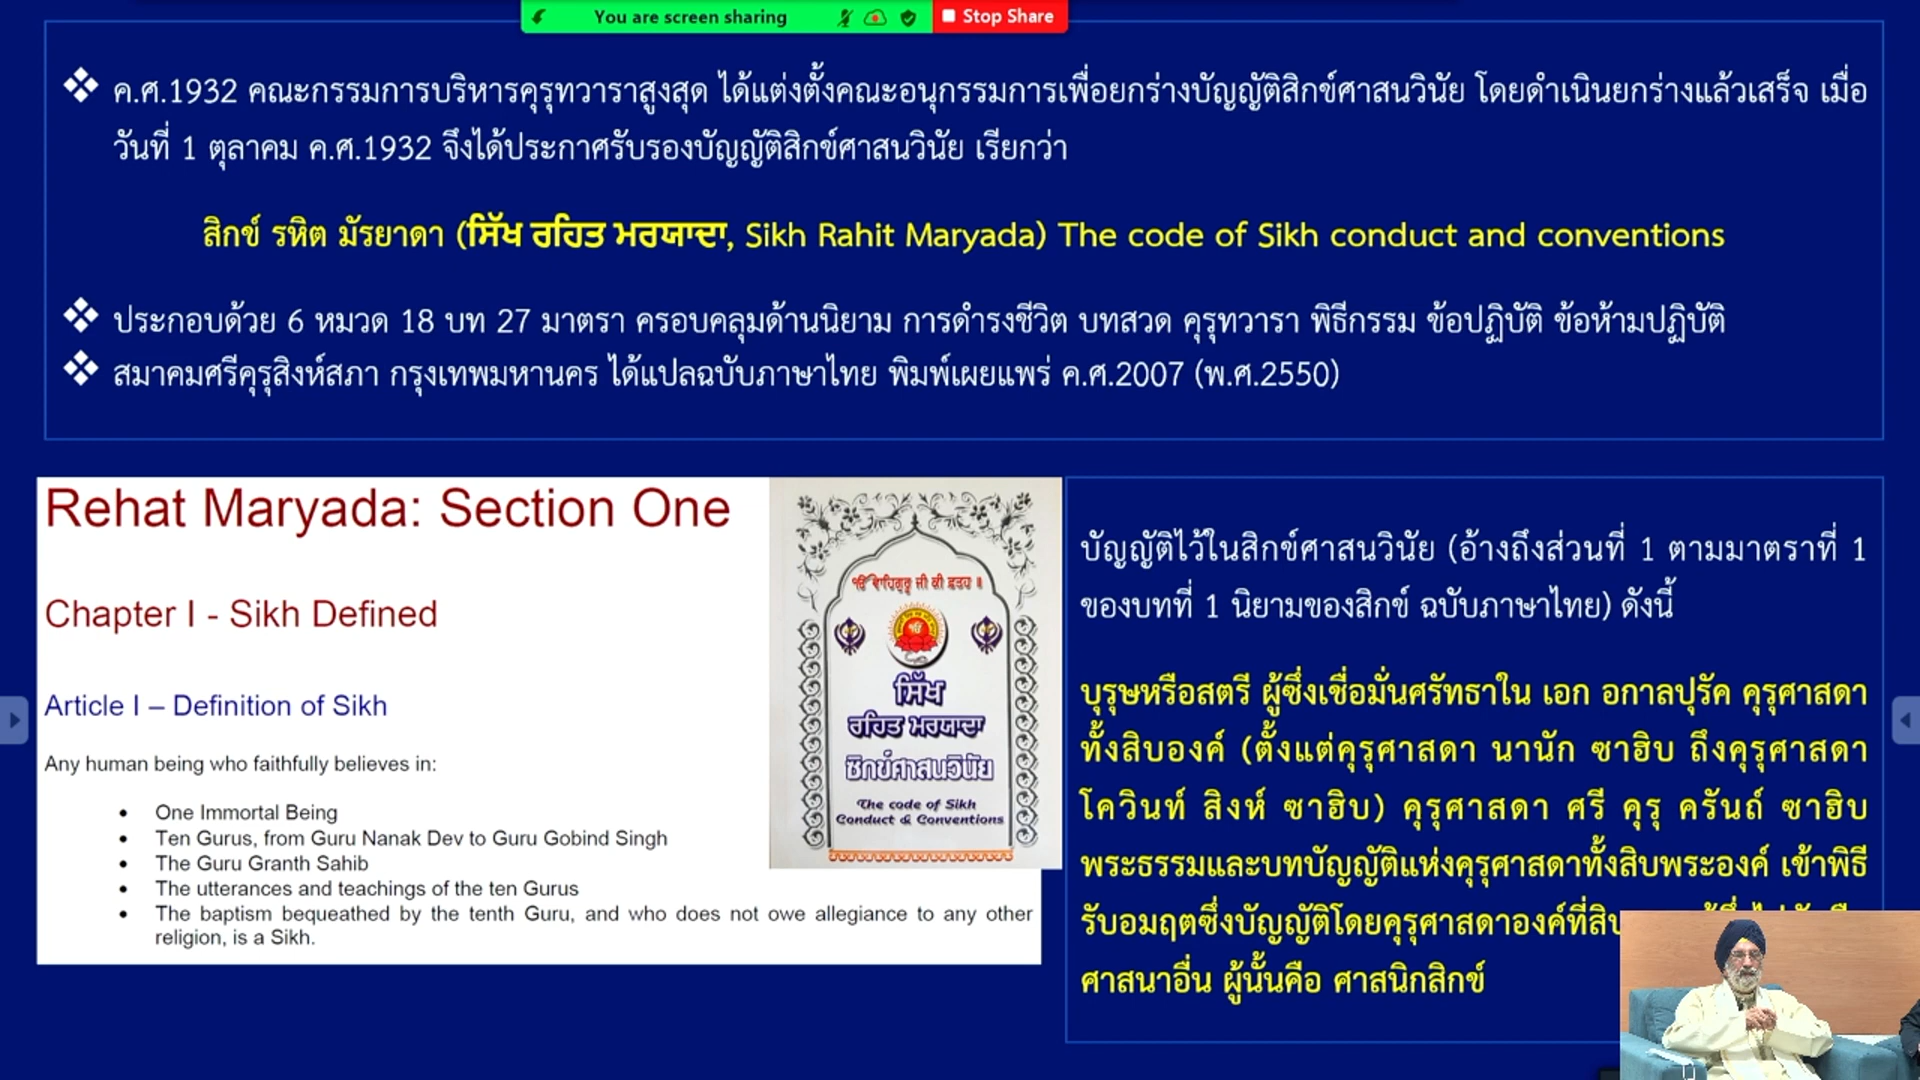 You are screen sharing
Stop Share
❖ ค.ศ.1932 คณะกรรมการบริหารคุรุทวาราสูงสุด ได้แต่งตั้งคณะอนุกรรมการเพื่อยกร่างบัญญัติสิกข์ศาสนวินัย โดยดำเนินยกร่างแล้วเสร็จ เมื่อ
วันที่ 1 ตุลาคม ค.ศ.1932 จึงได้ประกาศรับรองบัญญัติสิกข์ศาสนวินัย เรียกว่า
สิกข์ รหิต มัรยาดา (ਸਿੱਖ ਰਹਿਤ ਮਰਯਾਦਾ, Sikh Rahit Maryada) The code of Sikh conduct and conventions
❖ ประกอบด้วย 6 หมวด 18 บท 27 มาตรา ครอบคลุมด้านนิยาม การดำรงชีวิต บทสวด คุรุทวารา พิธีกรรม ข้อปฏิบัติ ข้อห้ามปฏิบัติ
❖ สมาคมศรีคุรุสิงห์สภา กรุงเทพมหานคร ได้แปลฉบับภาษาไทย พิมพ์เผยแพร่ ค.ศ.2007 (พ.ศ.2550)
Rehat Maryada: Section One
Chapter I - Sikh Defined
Article I – Definition of Sikh
Any human being who faithfully believes in:
• One Immortal Being
• Ten Gurus, from Guru Nanak Dev to Guru Gobind Singh
• The Guru Granth Sahib
• The utterances and teachings of the ten Gurus
• The baptism bequeathed by the tenth Guru, and who does not owe allegiance to any other
religion, is a Sikh.
ੴ ਵਾਹਿਗੁਰੂ ਜੀ ਕੀ ਫ਼ਤਹ ॥
ਸਿੱਖ
ਰਹਿਤ ਮਰਯਾਦਾ
ซิกข์ศาสนวินัย
The code of Sikh
Conduct & Conventions
บัญญัติไว้ในสิกข์ศาสนวินัย (อ้างถึงส่วนที่ 1 ตามมาตราที่ 1
ของบทที่ 1 นิยามของสิกข์ ฉบับภาษาไทย) ดังนี้
บุรุษหรือสตรี ผู้ซึ่งเชื่อมั่นศรัทธาใน เอก อกาลปุรัค คุรุศาสดา
ทั้งสิบองค์ (ตั้งแต่คุรุศาสดา นานัก ซาฮิบ ถึงคุรุศาสดา
โควินท์ สิงห์ ซาฮิบ) คุรุศาสดา ศรี คุรุ ครันถ์ ซาฮิบ
พระธรรมและบทบัญญัติแห่งคุรุศาสดาทั้งสิบพระองค์ เข้าพิธี
รับอมฤตซึ่งบัญญัติโดยคุรุศาสดาองค์ที่สิบ
ศาสนาอื่น ผู้นั้นคือ ศาสนิกสิกข์